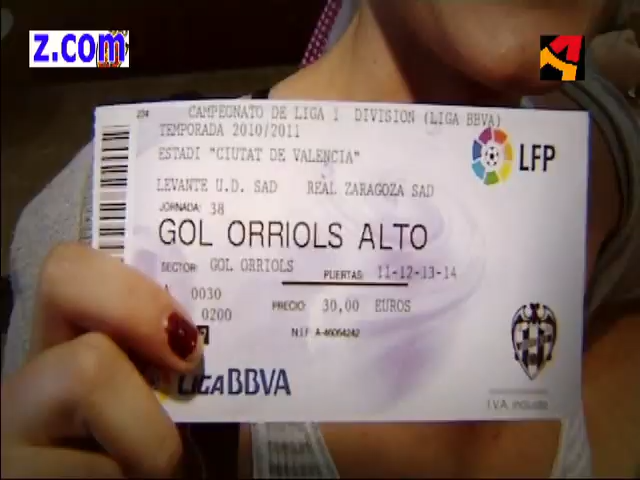 z.com
234 CAMPEONATO DE LIGA 1 DIVISION (LIGA BBVA)
TEMPORADA 2010/2011
ESTADI "CIUTAT DE VALENCIA"
LFP
LEVANTE U.D. SAD REAL ZARAGOZA SAD
JORNADA: 38
GOL ORRIOLS ALTO
SECTOR: GOL ORRIOLS PUERTAS: 11-12-13-14
0030 PRECIO: 30,00 EUROS
0200
N.I.F. A-46064242
LIGA BBVA
I.V.A. incluido